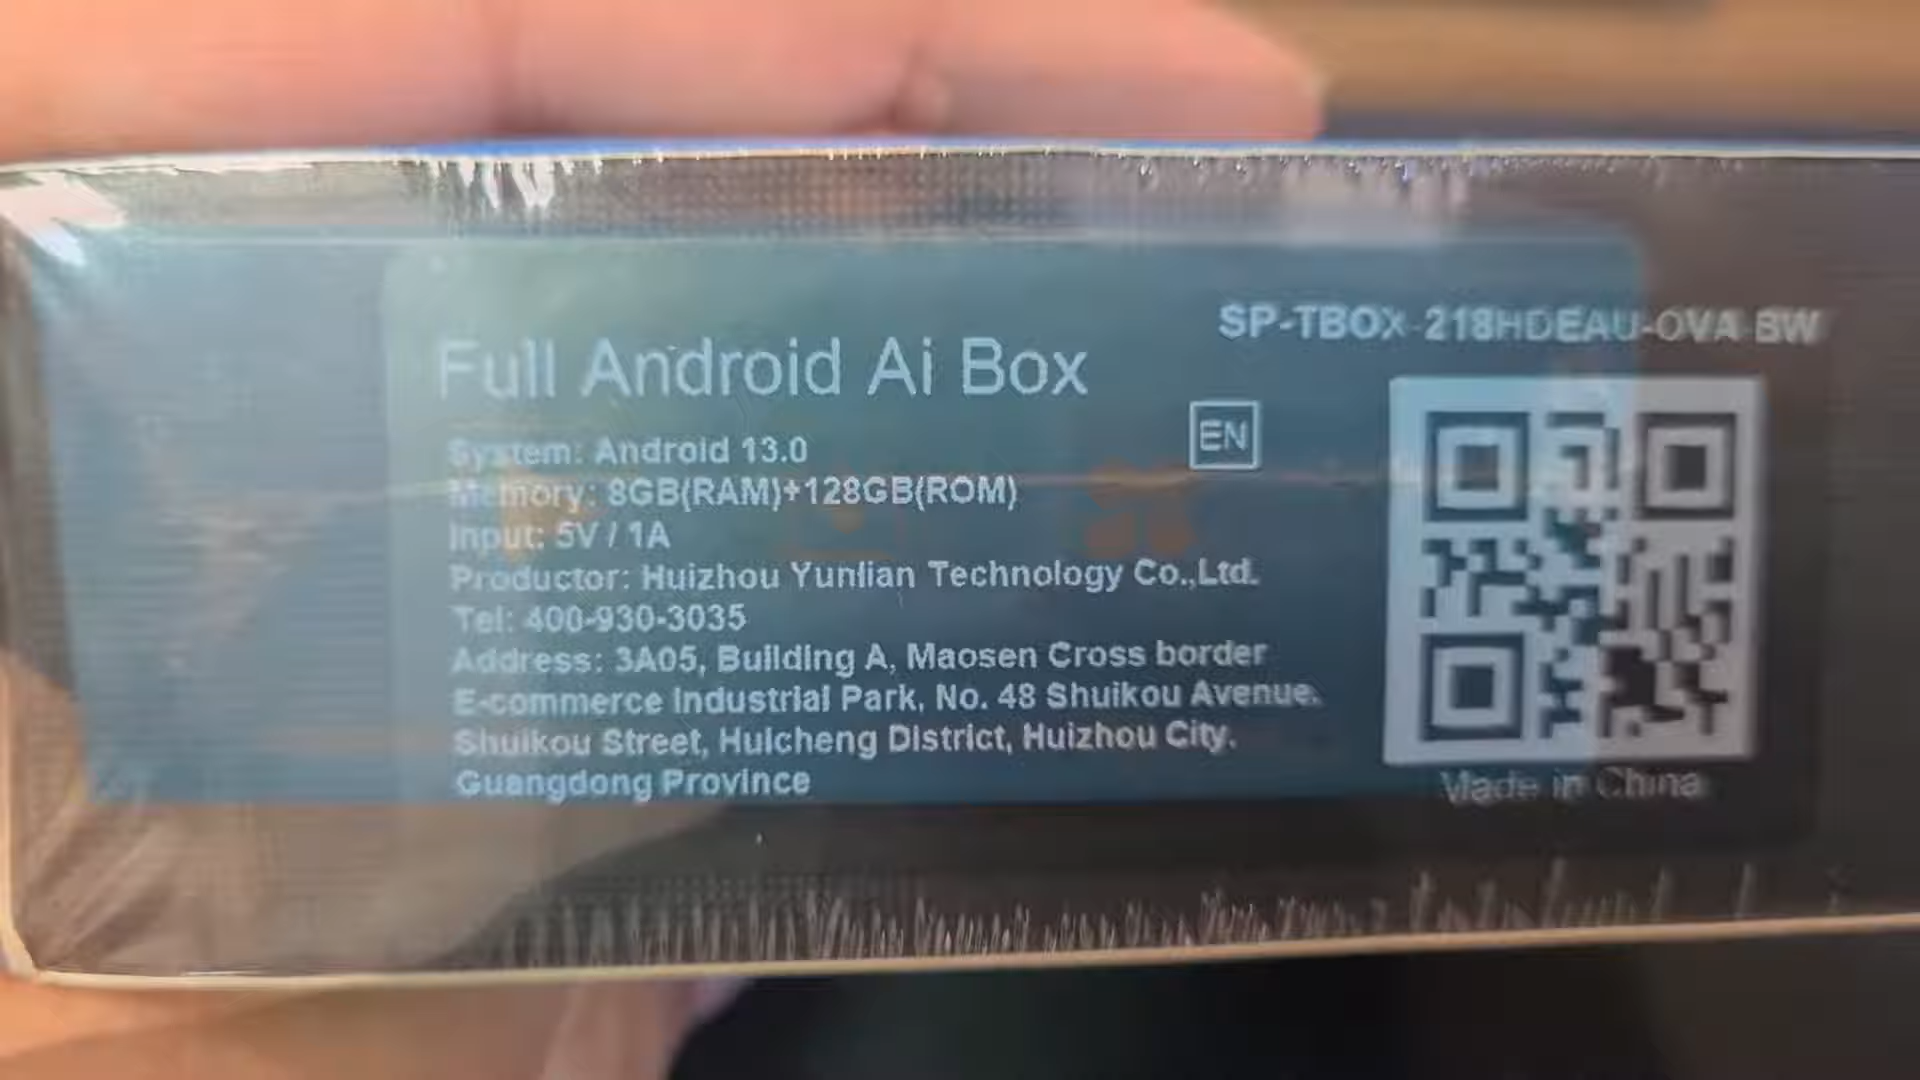 SP-TBOX-218HDEAU-OVA-BW
Full Android Ai Box
EN
System: Android 13.0
Memory: 8GB(RAM)+128GB(ROM)
Input: 5V / 1A
Productor: Huizhou Yunlian Technology Co.,Ltd.
Tel: 400-930-3035
Address: 3A05, Building A, Maosen Cross border
E-commerce Industrial Park, No. 48 Shuikou Avenue.
Shuikou Street, Huicheng District, Huizhou City.
Guangdong Province
Made in China